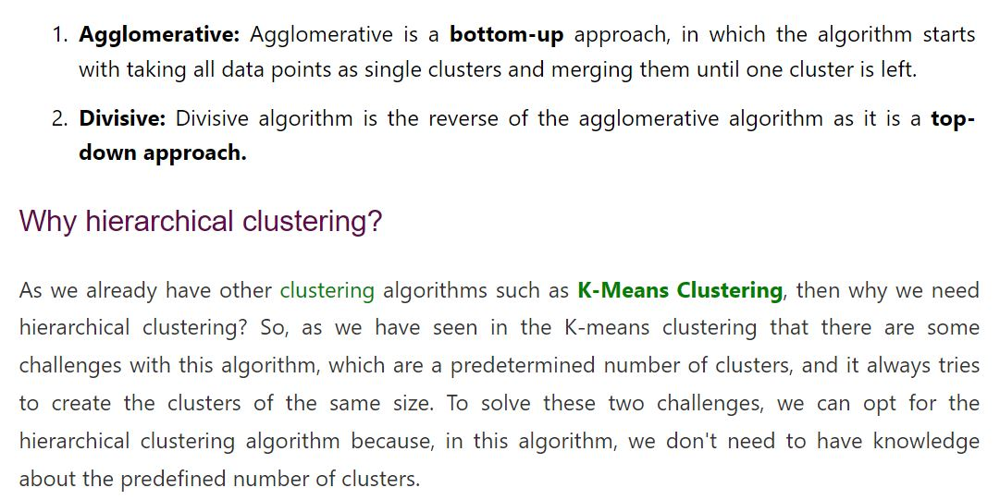 1. Agglomerative: Agglomerative is a bottom-up approach, in which the algorithm starts
with taking all data points as single clusters and merging them until one cluster is left.
2. Divisive: Divisive algorithm is the reverse of the agglomerative algorithm as it is a top-
down approach.
Why hierarchical clustering?
As we already have other clustering algorithms such as K-Means Clustering, then why we need
hierarchical clustering? So, as we have seen in the K-means clustering that there are some
challenges with this algorithm, which are a predetermined number of clusters, and it always tries
to create the clusters of the same size. To solve these two challenges, we can opt for the
hierarchical clustering algorithm because, in this algorithm, we don't need to have knowledge
about the predefined number of clusters.